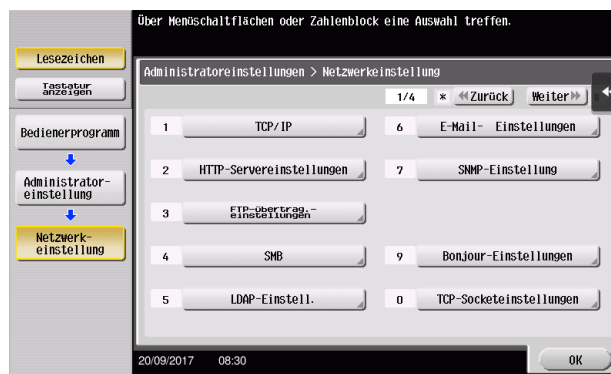 Über Menüschaltflächen oder Zahlenblock eine Auswahl treffen.
Lesezeichen
Tastatur
anzeigen
Bedienerprogramm
Administrator-
einstellung
Netzwerk-
einstellung
Administratoreinstellungen > Netzwerkeinstellung
1/4 * Zurück Weiter
1 TCP/IP
2 HTTP-Servereinstellungen
3 FTP-übertrag.-
einstellungen
4 SMB
5 LDAP-Einstell.
6 E-Mail- Einstellungen
7 SNMP-Einstellung
9 Bonjour-Einstellungen
0 TCP-Socketeinstellungen
20/09/2017 08:30
OK